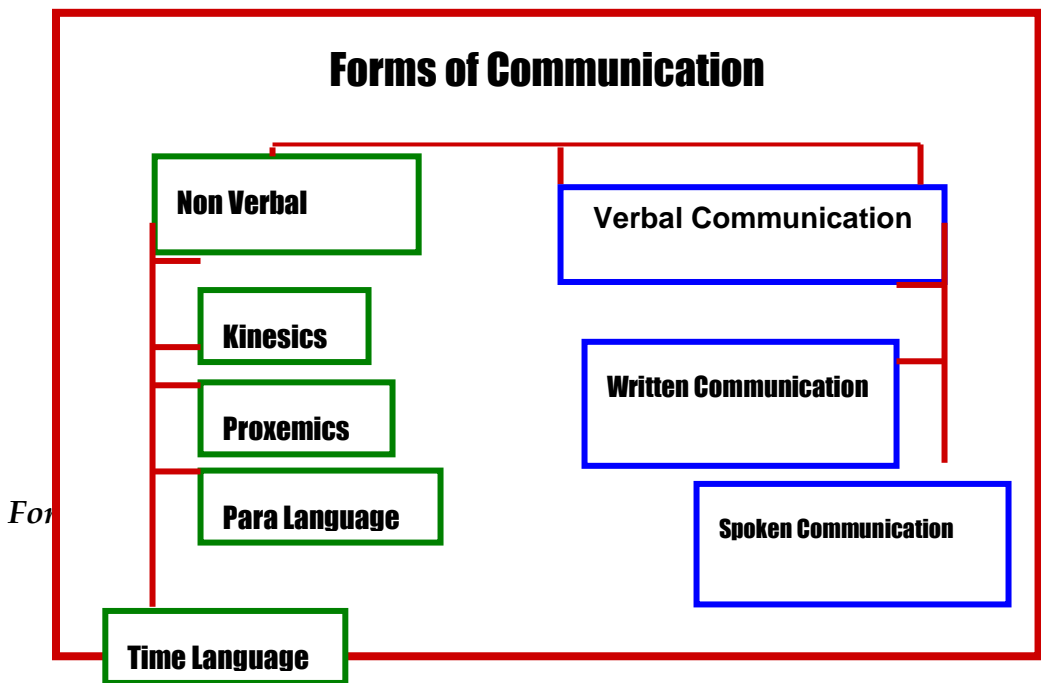 Forms of Communication
Non Verbal
Verbal Communication
Kinesics
Written Communication
Proxemics
Para Language
Spoken Communication
Time Language